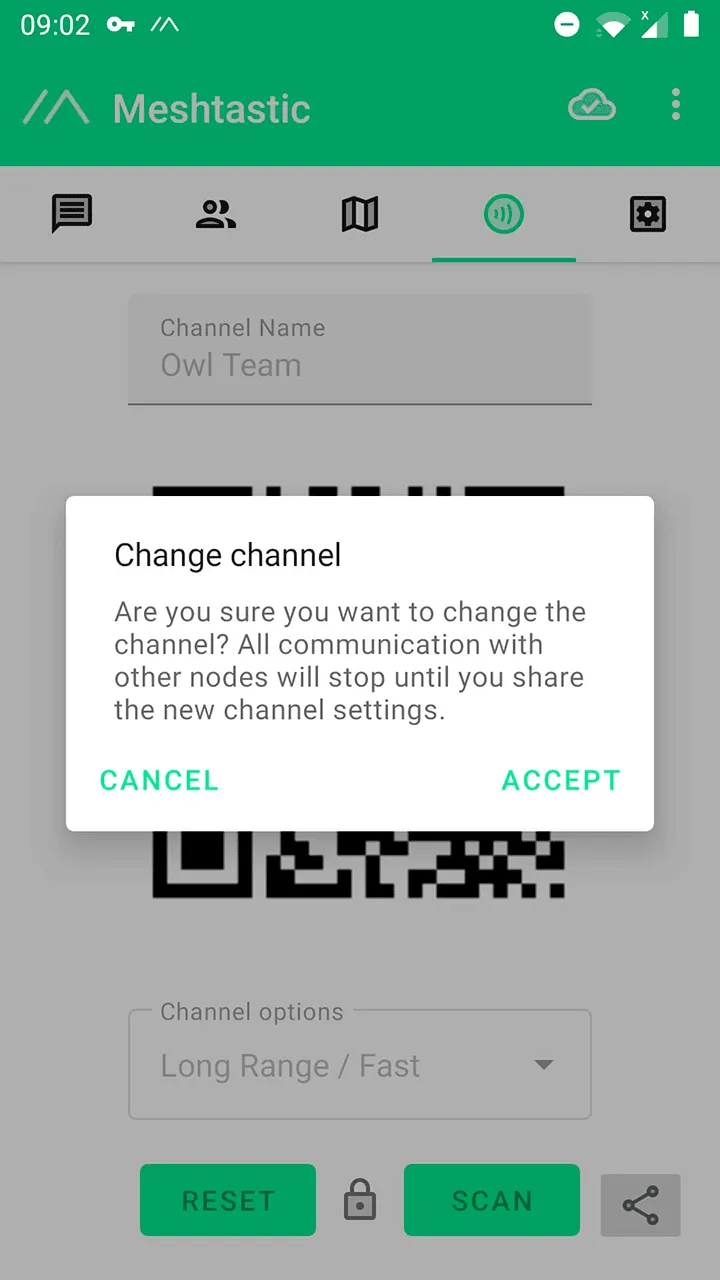 09:02
Meshtastic
Channel Name
Owl Team
Change channel
Are you sure you want to change the
channel? All communication with
other nodes will stop until you share
the new channel settings.
CANCEL ACCEPT
Channel options
Long Range / Fast
RESET SCAN